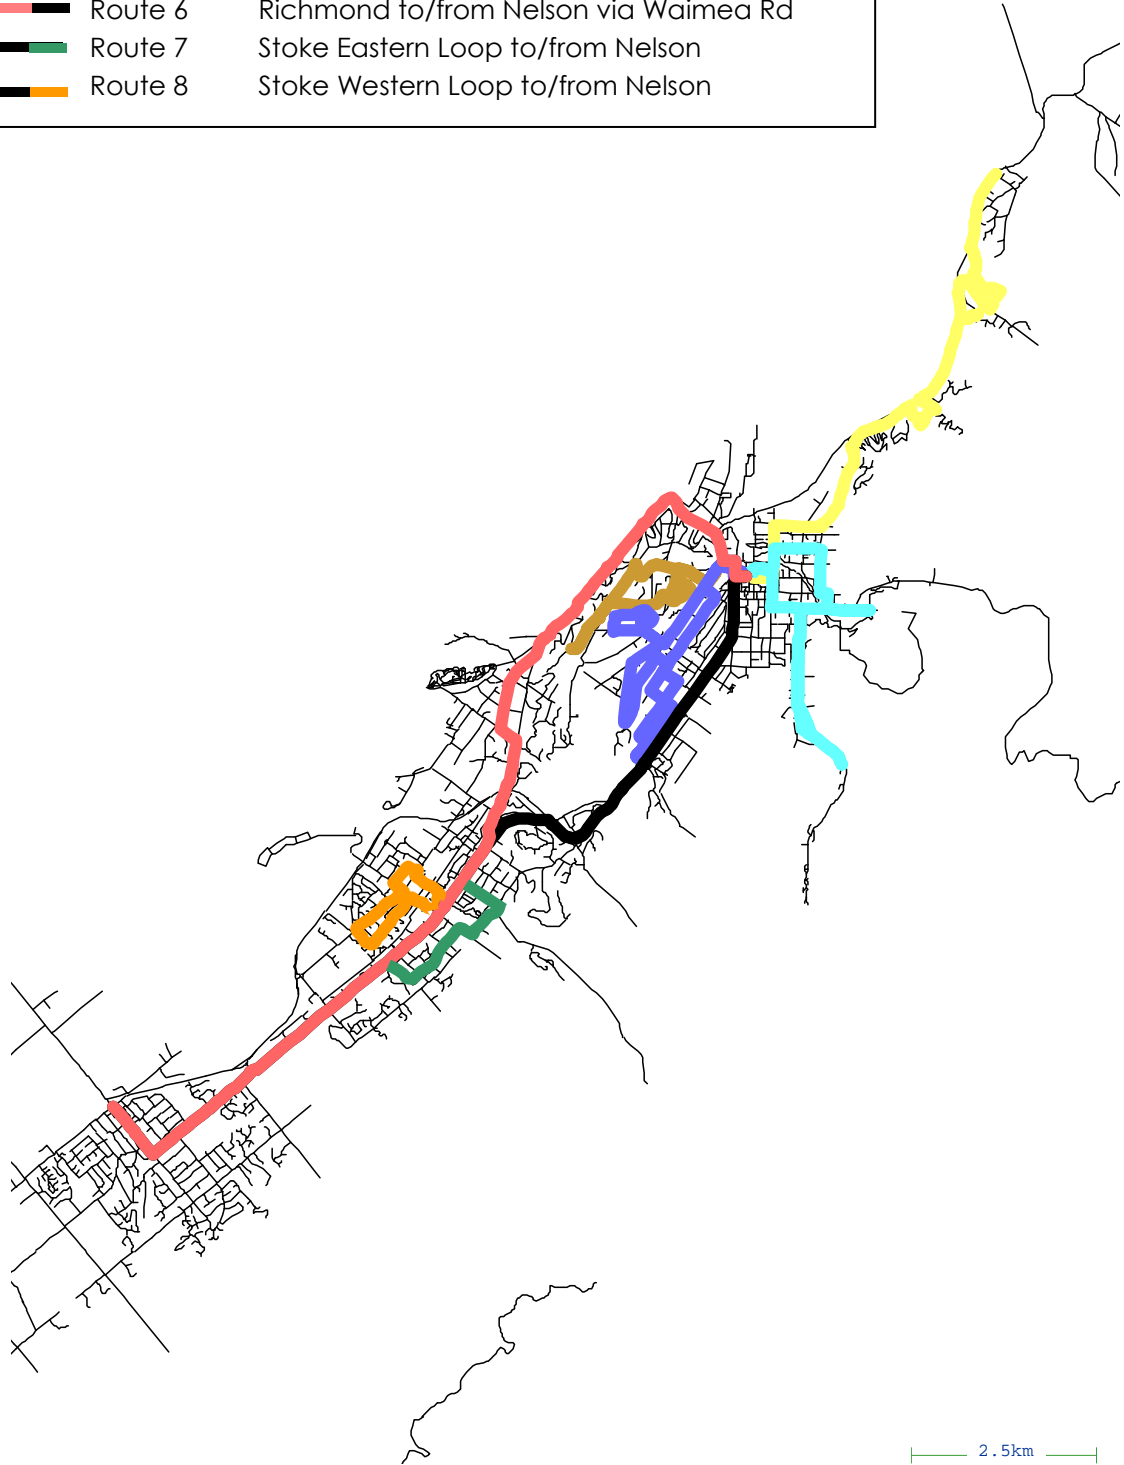 Route 6 Richmond to/from Nelson via Waimea Rd
Route 7 Stoke Eastern Loop to/from Nelson
Route 8 Stoke Western Loop to/from Nelson
2.5km